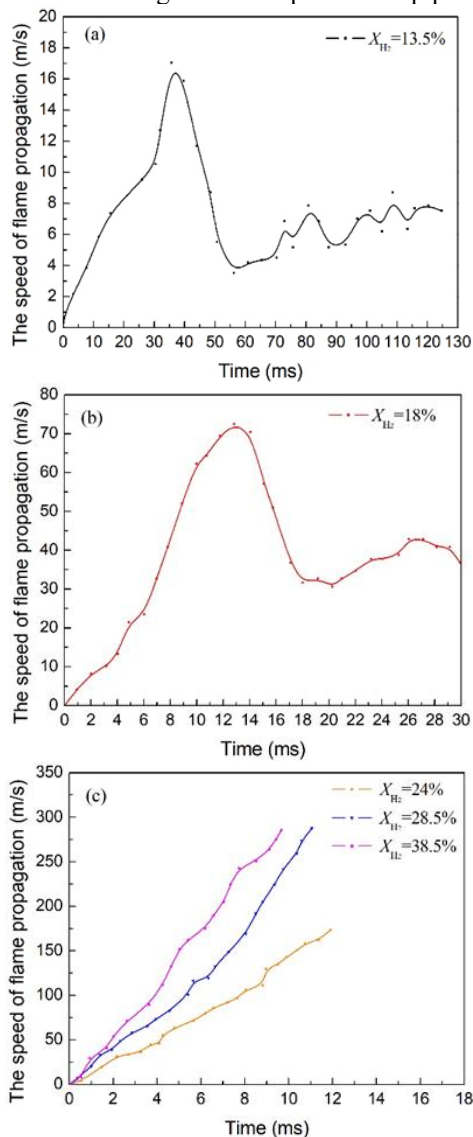 (a)
X_H₂=13.5%
The speed of flame propagation (m/s)
18
16
14
12
10
8
6
4
2
0
0 10 20 30 40 50 60 70 80 90 100 110 120 130
Time (ms)
(b)
X_H₂=18%
The speed of flame propagation (m/s)
80
70
60
50
40
30
20
10
0
0 2 4 6 8 10 12 14 16 18 20 22 24 26 28 30
Time (ms)
(c)
X_H₂=24%
X_H₂=28.5%
X_H₂=38.5%
The speed of flame propagation (m/s)
350
300
250
200
150
100
50
0
0 2 4 6 8 10 12 14 16 18
Time (ms)